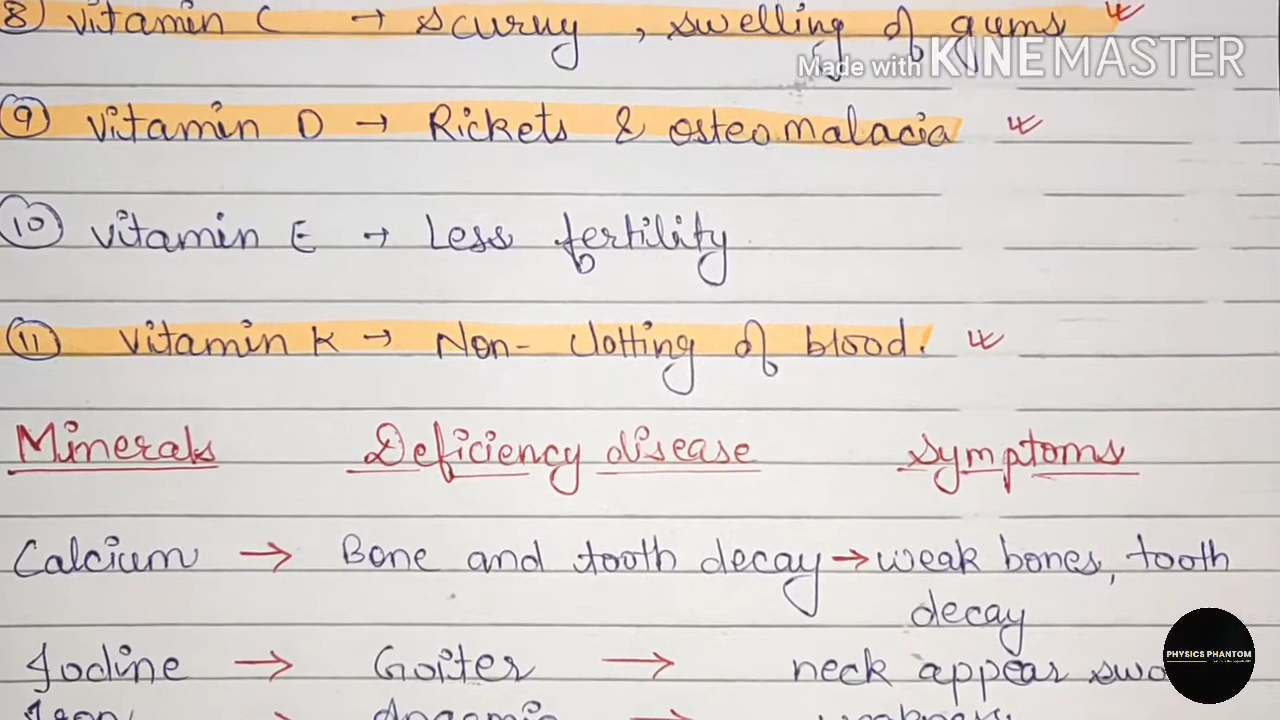 8) vitamin C → scurvy , swelling of gums
Made with KINEMASTER
9) vitamin D → Rickets & osteomalacia
10) vitamin E → Less fertility
11) vitamin K → Non- clotting of blood.
Minerals Deficiency disease Symptoms
Calcium → Bone and tooth decay → weak bones, tooth
decay
Iodine → Goiter → neck appear
PHYSICS PHANTOM